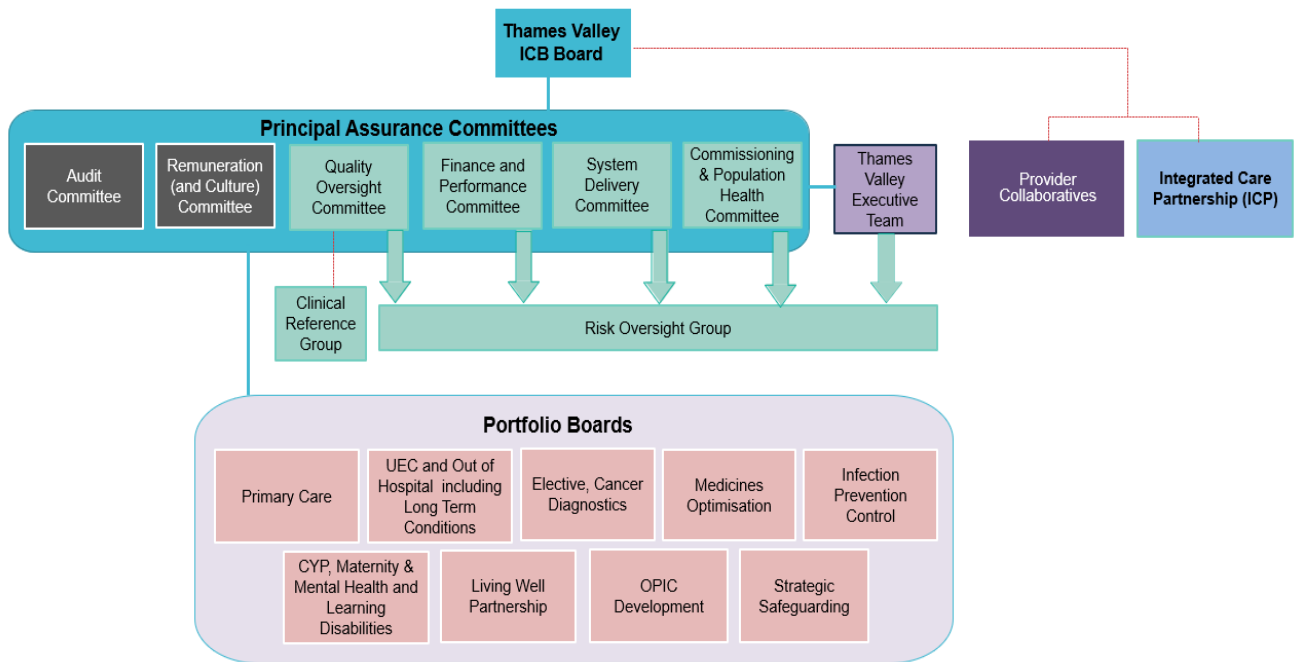 Thames Valley
ICB Board
Principal Assurance Committees
Audit
Committee
Remuneration
(and Culture)
Committee
Quality
Oversight
Committee
Finance and
Performance
Committee
System
Delivery
Committee
Commissioning
& Population
Health
Committee
Thames
Valley
Executive
Team
Provider
Collaboratives
Integrated Care
Partnership (ICP)
Clinical
Reference
Group
Risk Oversight Group
Portfolio Boards
Primary Care
UEC and Out of
Hospital including
Long Term
Conditions
Elective, Cancer
Diagnostics
Medicines
Optimisation
Infection
Prevention
Control
CYP, Maternity &
Mental Health and
Learning
Disabilities
Living Well
Partnership
OPIC
Development
Strategic
Safeguarding